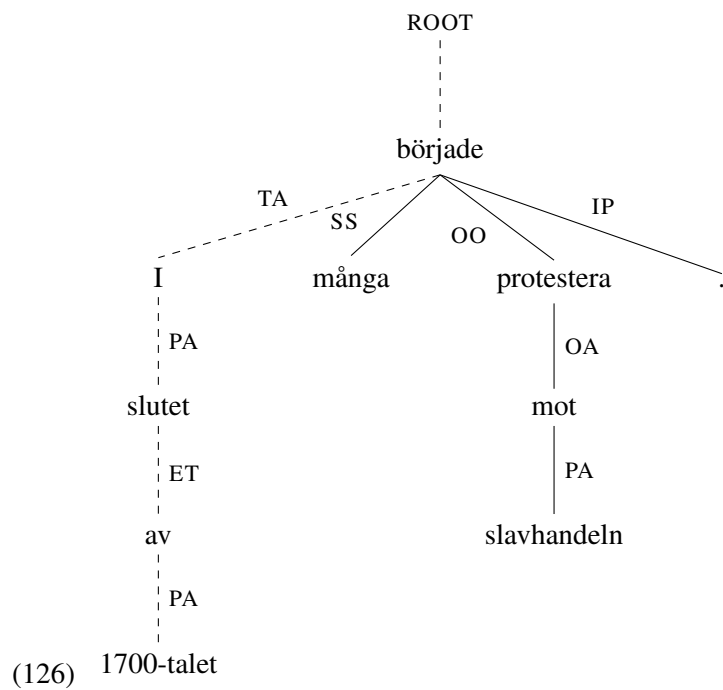 ROOT
började
TA SS OO IP
I många protestera .
PA OA
slutet mot
ET PA
av slavhandeln
PA
(126) 1700-talet